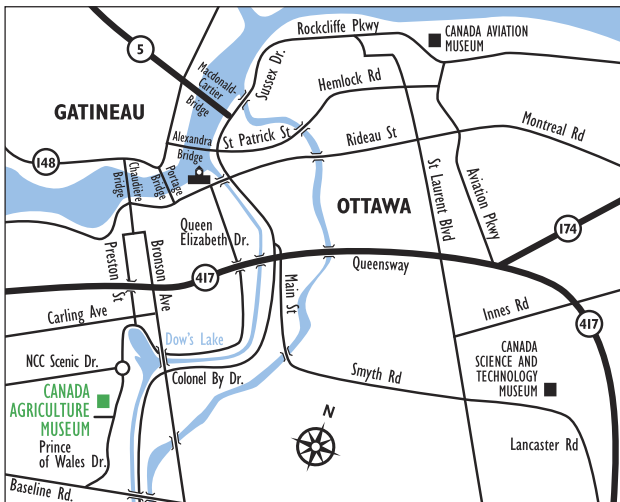 Rockcliffe Pkwy
CANADA AVIATION
MUSEUM
5
Macdonald-
Cartier
Bridge
Sussex Dr.
Hemlock Rd
GATINEAU
Alexandra
Bridge
St Patrick St
Rideau St
Montreal Rd
148
Chaudière
Bridge
Portage
Bridge
St Laurent Blvd
Aviation Pkwy
OTTAWA
Queen
Elizabeth Dr.
174
Preston
St
Bronson
Ave
417
Main St
Queensway
Carling Ave
Innes Rd
417
Dow's Lake
NCC Scenic Dr.
Colonel By Dr.
Smyth Rd
CANADA
SCIENCE AND
TECHNOLOGY
MUSEUM
CANADA
AGRICULTURE
MUSEUM
N
Prince
of Wales Dr.
Lancaster Rd
Baseline Rd.